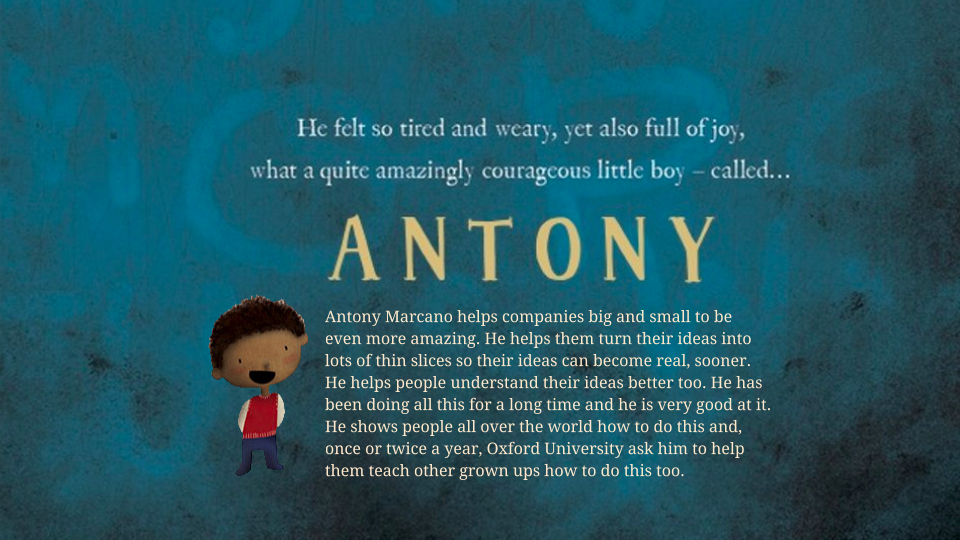 He felt so tired and weary, yet also full of joy,
what a quite amazingly courageous little boy – called...
ANTONY
Antony Marcano helps companies big and small to be
even more amazing. He helps them turn their ideas into
lots of thin slices so their ideas can become real, sooner.
He helps people understand their ideas better too. He has
been doing all this for a long time and he is very good at it.
He shows people all over the world how to do this and,
once or twice a year, Oxford University ask him to help
them teach other grown ups how to do this too.